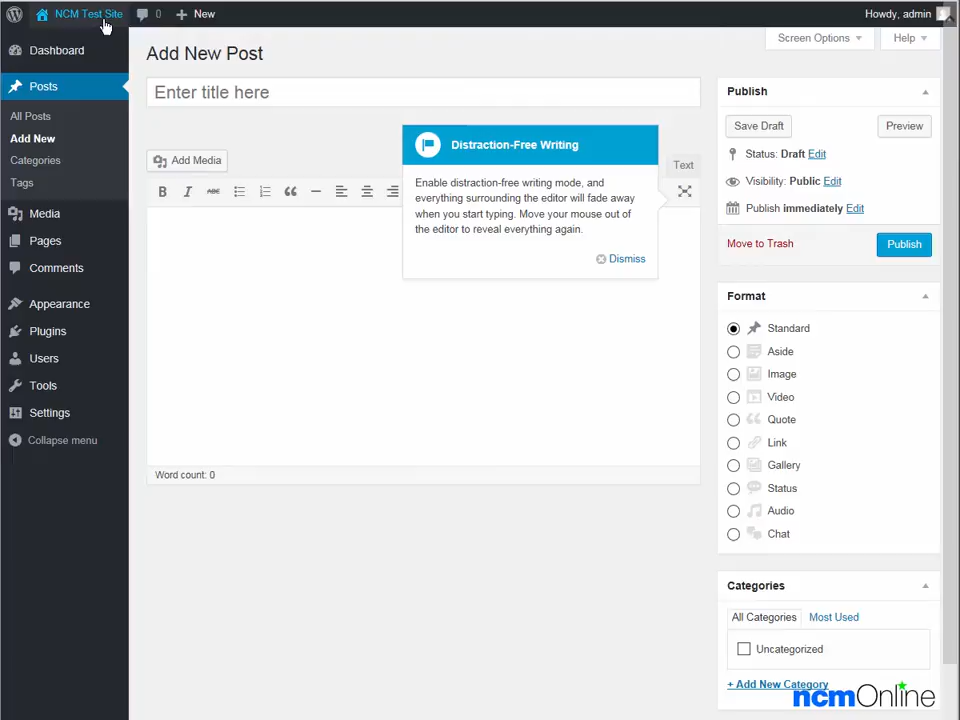 NCM Test Site 0 New Howdy, admin
Screen Options Help
Dashboard
Posts
All Posts
Add New
Categories
Tags
Media
Pages
Comments
Appearance
Plugins
Users
Tools
Settings
Collapse menu
Add New Post
Enter title here
Add Media
Text
B I ABC
Distraction-Free Writing
Enable distraction-free writing mode, and
everything surrounding the editor will fade away
when you start typing. Move your mouse out of
the editor to reveal everything again.
Dismiss
Word count: 0
Publish
Save Draft Preview
Status: Draft Edit
Visibility: Public Edit
Publish immediately Edit
Move to Trash Publish
Format
Standard
Aside
Image
Video
Quote
Link
Gallery
Status
Audio
Chat
Categories
All Categories Most Used
Uncategorized
+ Add New Category
ncmOnline